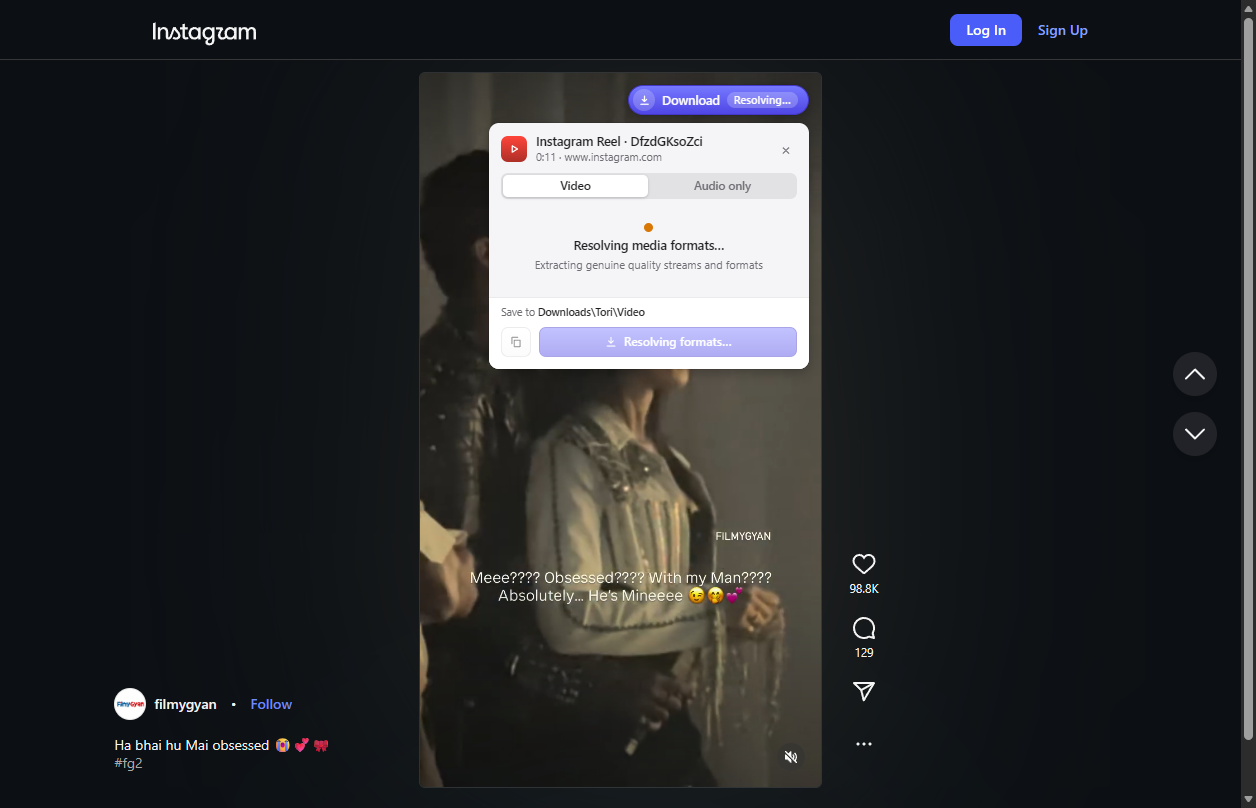 Instagram
Log In
Sign Up
Download
Resolving...
Instagram Reel · DfzdGKsoZci
0:11 · www.instagram.com
Video
Audio only
Resolving media formats...
Extracting genuine quality streams and formats
Save to Downloads\Tori\Video
Resolving formats...
FILMYGYAN
Meee???? Obsessed???? With my Man????
Absolutely... He's Mineeee 😉🤭💞
98.8K
129
FilmyGyan
filmygyan • Follow
Ha bhai hu Mai obsessed 🪬💞🎀
#fg2